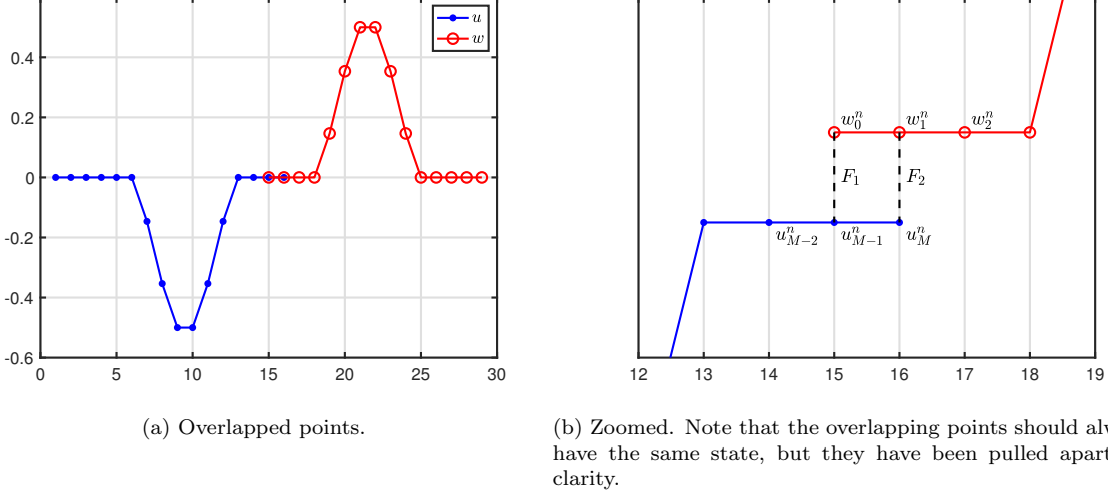 u
w
0.4
0.2
0
-0.2
-0.4
-0.6
0 5 10 15 20 25 30
w_0^n w_1^n w_2^n
F_1 F_2
u_{M-2}^n u_{M-1}^n u_M^n
12 13 14 15 16 17 18 19
(a) Overlapped points.
(b) Zoomed. Note that the overlapping points should
have the same state, but they have been pulled apart
clarity.